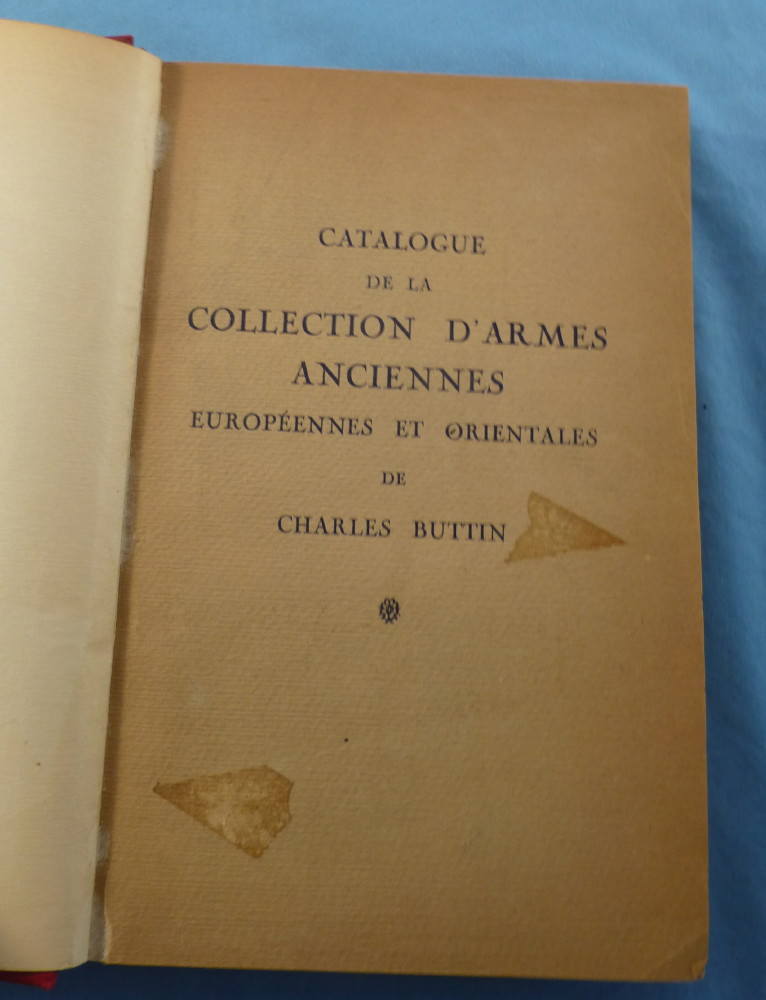 CATALOGUE
DE LA
COLLECTION D'ARMES
ANCIENNES
EUROPÉENNES ET ORIENTALES
DE
CHARLES BUTTIN